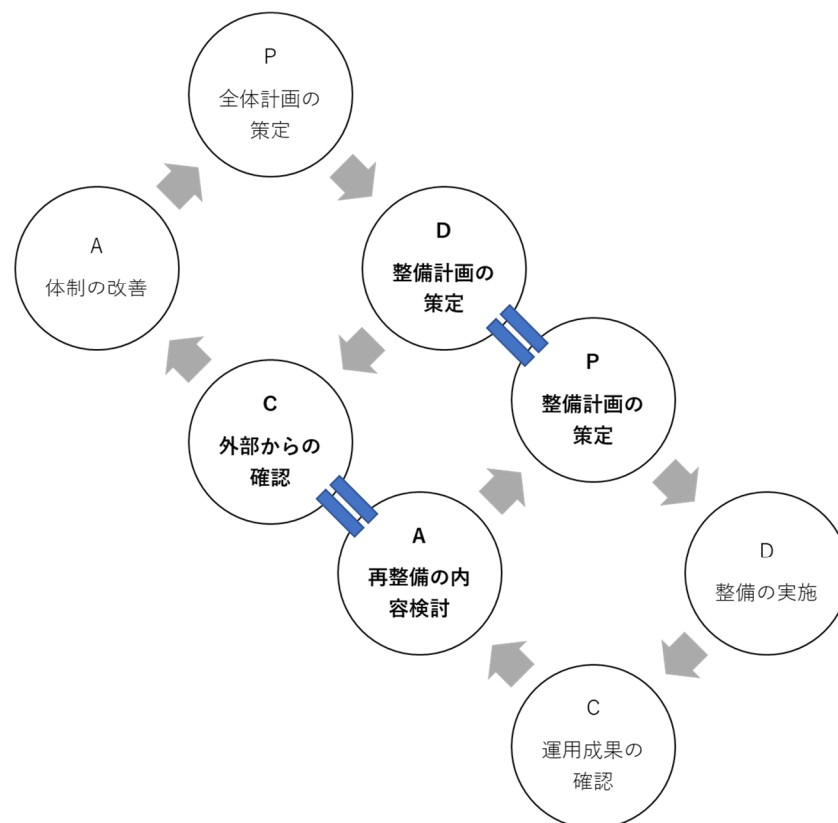 P
全体計画の
策定
A
体制の改善
D
整備計画の
策定
C
外部からの
確認
P
整備計画の
策定
A
再整備の内
容検討
D
整備の実施
C
運用成果の
確認